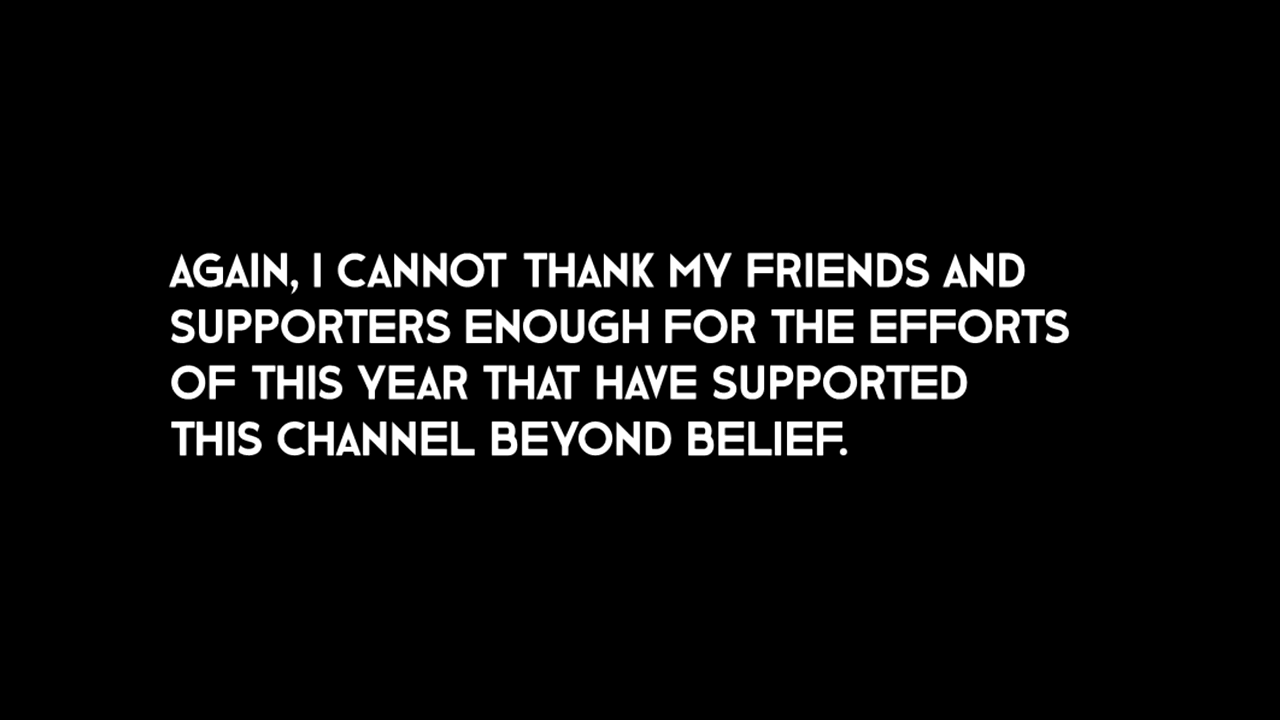 AGAIN, I CANNOT THANK MY FRIENDS AND
SUPPORTERS ENOUGH FOR THE EFFORTS
OF THIS YEAR THAT HAVE SUPPORTED
THIS CHANNEL BEYOND BELIEF.